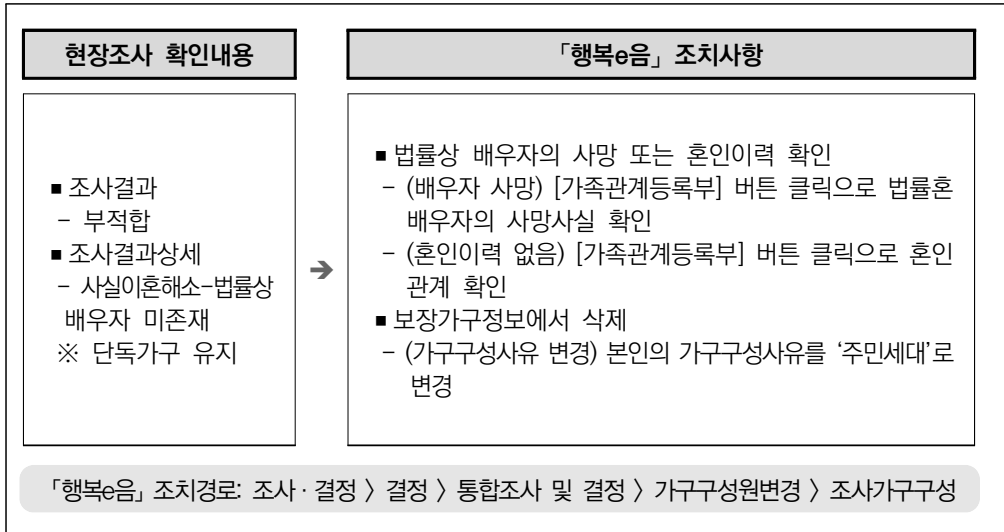 현장조사 확인내용
「행복e음」 조치사항
■ 조사결과
- 부적합
■ 조사결과상세
- 사실이혼해소-법률상
배우자 미존재
※ 단독가구 유지
➔
■ 법률상 배우자의 사망 또는 혼인이력 확인
- (배우자 사망) [가족관계등록부] 버튼 클릭으로 법률혼
배우자의 사망사실 확인
- (혼인이력 없음) [가족관계등록부] 버튼 클릭으로 혼인
관계 확인
■ 보장가구정보에서 삭제
- (가구구성사유 변경) 본인의 가구구성사유를 ‘주민세대’로
변경
「행복e음」 조치경로: 조사·결정 〉 결정 〉 통합조사 및 결정 〉 가구구성원변경 〉 조사가구구성